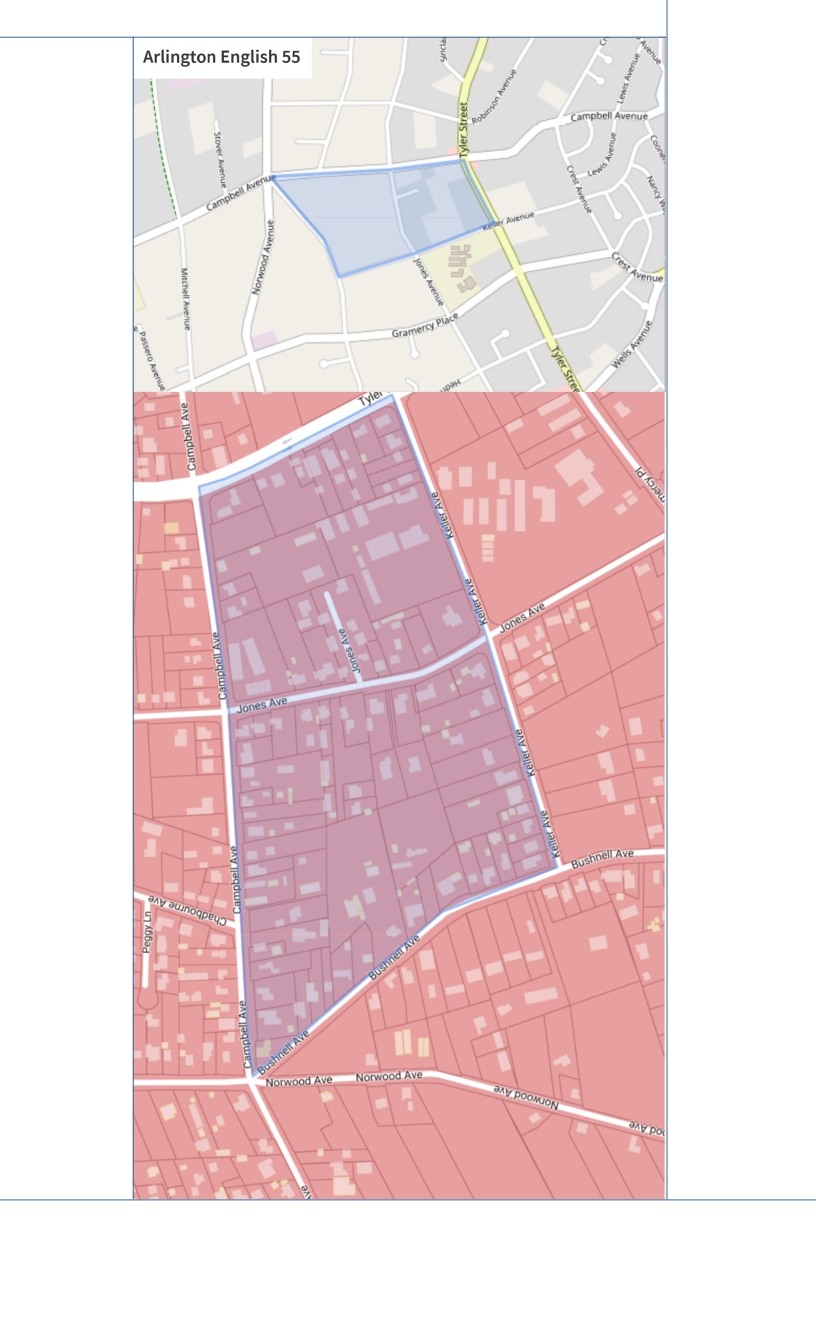 Arlington English 55
Tyler Street
Robinson Avenue
Lewis Avenue
Campbell Avenue
Stover Avenue
Lewis Avenue
Crest Avenue
Campbell Avenue
Keller Avenue
Norwood Avenue
Mitchell Avenue
Jones Avenue
Crest Avenue
Gramercy Place
Passero Avenue
Wells Avenue
Tyler Stree
Tyler
Campbell Ave
Keller Ave
Keller Ave
Jones Ave
Campbell Ave
Jones Ave
Jones Ave
Keller Ave
Keller Ave
Bushnell Ave
Campbell Ave
Chadbourne Ave
Peggy Ln
Bushnell Ave
Campbell Ave
Bushnell Ave
Norwood Ave
Norwood Ave
Norwood Ave
ood Ave
Ave